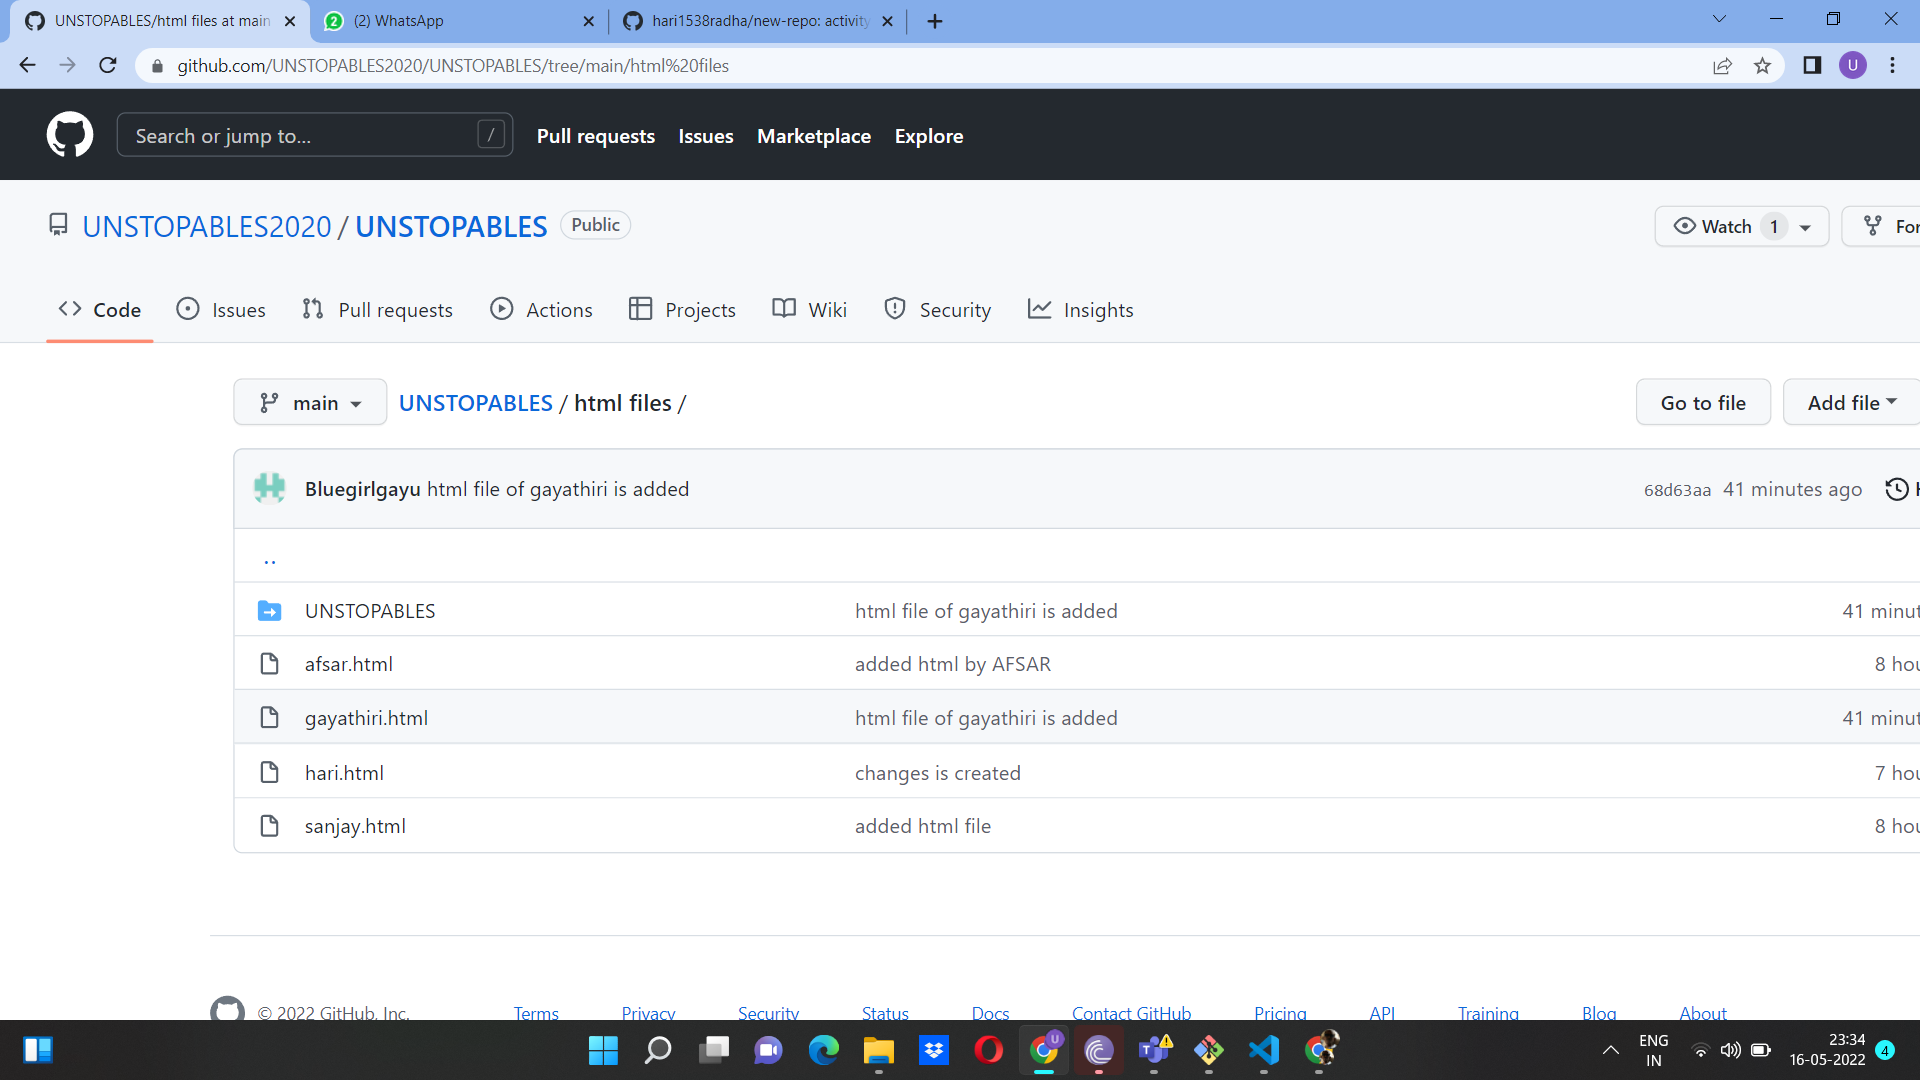 UNSTOPABLES/html files at main
(2) WhatsApp
hari1538radha/new-repo: activity
github.com/UNSTOPABLES2020/UNSTOPABLES/tree/main/html%20files
U
Search or jump to... /
Pull requests Issues Marketplace Explore
UNSTOPABLES2020 / UNSTOPABLES Public
Watch 1
For
Code Issues Pull requests Actions Projects Wiki Security Insights
main UNSTOPABLES / html files /
Go to file Add file
Bluegirlgayu html file of gayathiri is added 68d63aa 41 minutes ago H
..
UNSTOPABLES html file of gayathiri is added 41 minut
afsar.html added html by AFSAR 8 hou
gayathiri.html html file of gayathiri is added 41 minut
hari.html changes is created 7 hou
sanjay.html added html file 8 hou
© 2022 GitHub, Inc. Terms Privacy Security Status Docs Contact GitHub Pricing API Training Blog About
ENG
IN
23:34
16-05-2022
4